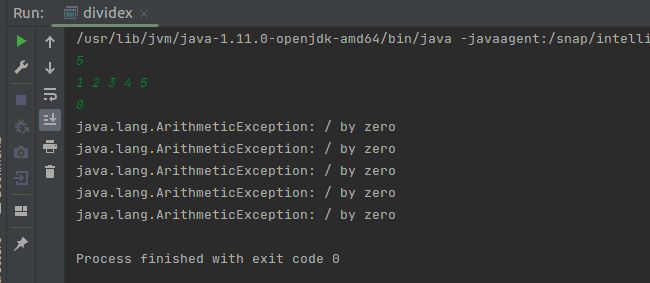 Run: dividex
/usr/lib/jvm/java-1.11.0-openjdk-amd64/bin/java -javaagent:/snap/intelli
5
1 2 3 4 5
0
java.lang.ArithmeticException: / by zero
java.lang.ArithmeticException: / by zero
java.lang.ArithmeticException: / by zero
java.lang.ArithmeticException: / by zero
java.lang.ArithmeticException: / by zero
Process finished with exit code 0